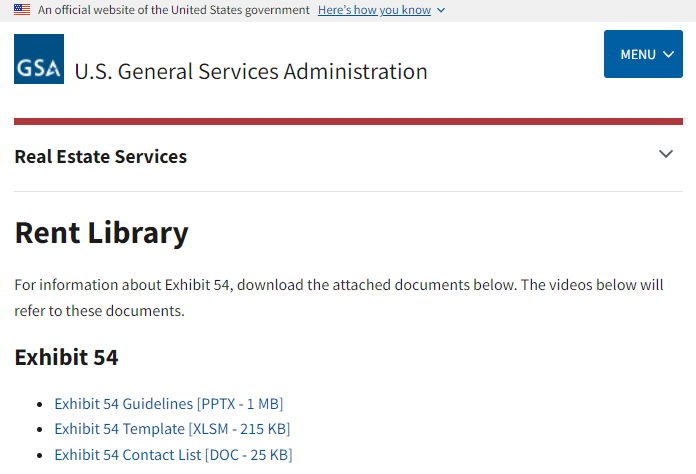 An official website of the United States government Here's how you know
GSA
U.S. General Services Administration
MENU
Real Estate Services
Rent Library
For information about Exhibit 54, download the attached documents below. The videos below will
refer to these documents.
Exhibit 54
Exhibit 54 Guidelines [PPTX - 1 MB]
Exhibit 54 Template [XLSM - 215 KB]
Exhibit 54 Contact List [DOC - 25 KB]